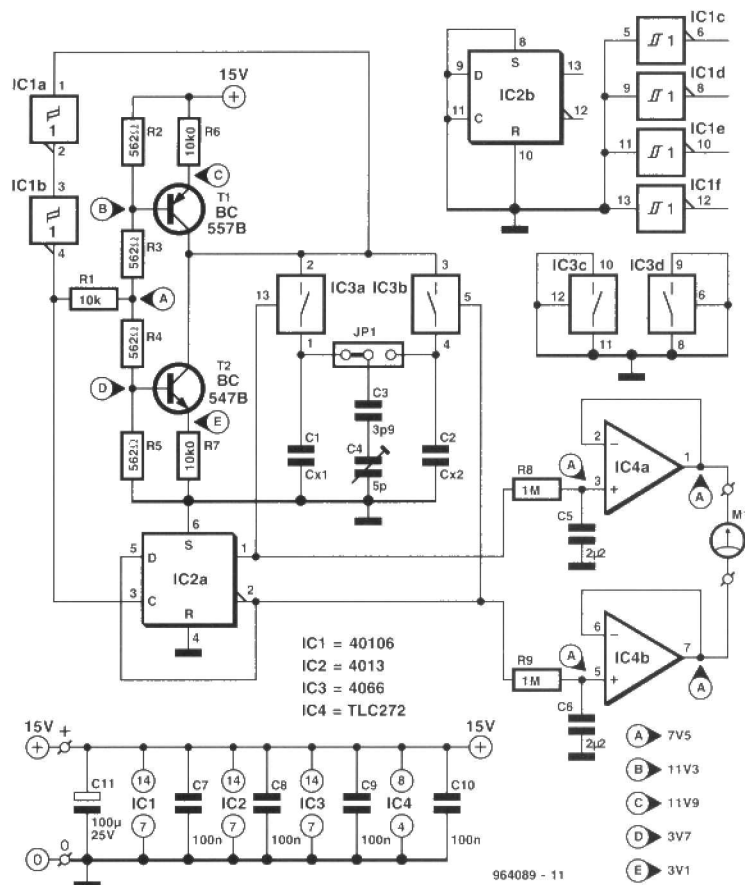 IC1a
1
1
2
IC1b
3
1
4
15V
+
R2
562Ω
R6
10k0
C
B
T1
BC
557B
R3
562Ω
R1
10k
A
R4
562Ω
D
T2
BC
547B
E
R5
562Ω
R7
10k0
2
13
IC3a
1
3
IC3b
5
4
JP1
C3
3p9
C4
5p
C1
Cx1
C2
Cx2
6
S
5
D
1
IC2a
3
C
2
R
4
8
S
9
D
13
IC2b
11
C
12
R
10
IC1c
5
1
6
IC1d
9
1
8
IC1e
11
1
10
IC1f
13
1
12
IC3c
10
12
11
IC3d
9
6
8
R8
1M
A
3
2
−
+
IC4a
1
A
C5
2µ2
M1
R9
1M
A
5
6
−
+
IC4b
7
A
C6
2µ2
IC1 = 40106
IC2 = 4013
IC3 = 4066
IC4 = TLC272
A 7V5
B 11V3
C 11V9
D 3V7
E 3V1
15V
+
+
15V
+
C11
100µ
25V
14
IC1
7
C7
100n
14
IC2
7
C8
100n
14
IC3
7
C9
100n
8
IC4
4
C10
100n
0
0
964089 - 11